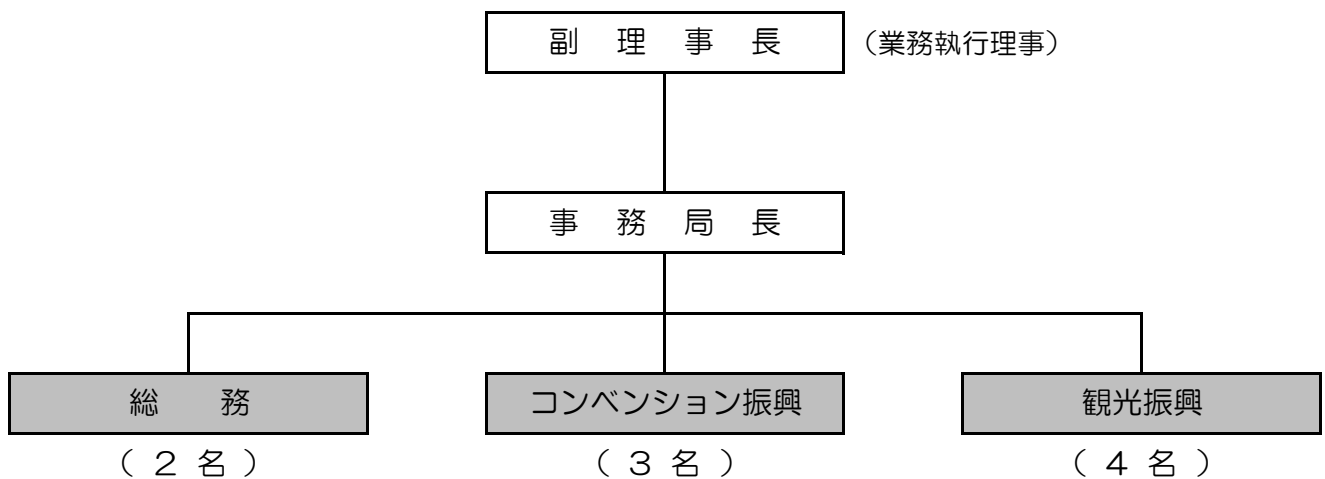 副　理　事　長　（業務執行理事）
事　務　局　長
総　　務　コンベンション振興　観光振興
（ ２ 名 ）　（ ３ 名 ）　（ ４ 名 ）